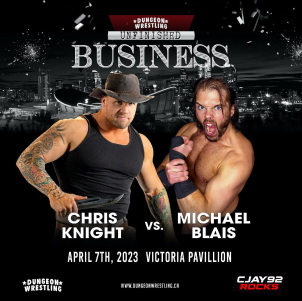 DUNGEON
WRESTLING
UNFINISHED
BUSINESS
CHRIS
KNIGHT
VS.
MICHAEL
BLAIS
APRIL 7TH, 2023 VICTORIA PAVILLION
DUNGEON
WRESTLING
WWW.DUNGEONWRESTLING.CA
CJAY92
ROCKS